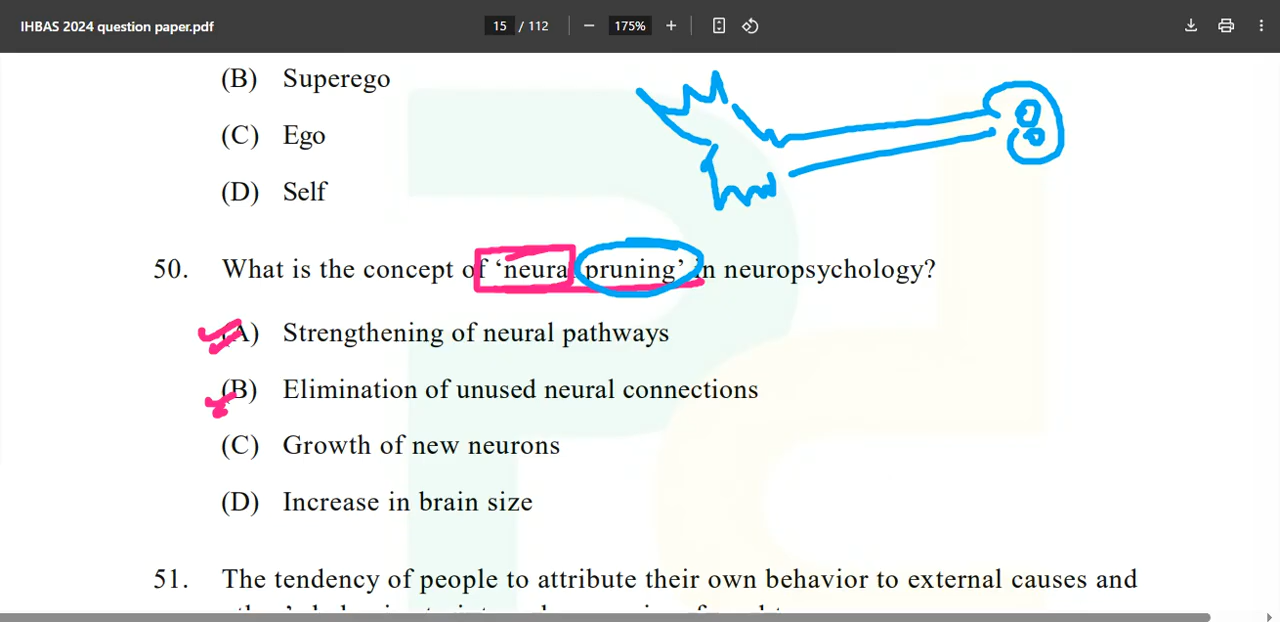 IHBAS 2024 question paper.pdf
15 / 112
175%
(B) Superego
(C) Ego
(D) Self
50. What is the concept of ‘neural pruning’ in neuropsychology?
(A) Strengthening of neural pathways
(B) Elimination of unused neural connections
(C) Growth of new neurons
(D) Increase in brain size
51. The tendency of people to attribute their own behavior to external causes and